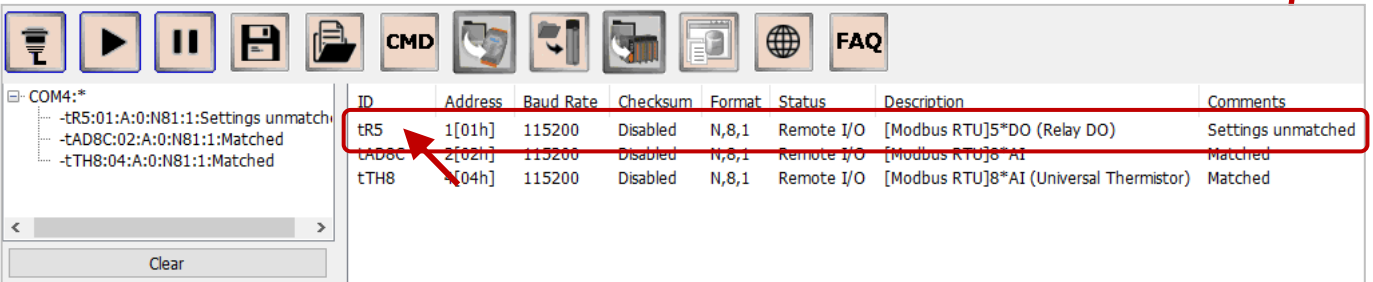 CMD FAQ
COM4:*
-tR5:01:A:0:N81:1:Settings unmatch
-tAD8C:02:A:0:N81:1:Matched
-tTH8:04:A:0:N81:1:Matched
Clear
ID Address Baud Rate Checksum Format Status Description Comments
tR5 1[01h] 115200 Disabled N,8,1 Remote I/O [Modbus RTU]5*DO (Relay DO) Settings unmatched
tAD8C 2[02h] 115200 Disabled N,8,1 Remote I/O [Modbus RTU]8*AI Matched
tTH8 4[04h] 115200 Disabled N,8,1 Remote I/O [Modbus RTU]8*AI (Universal Thermistor) Matched